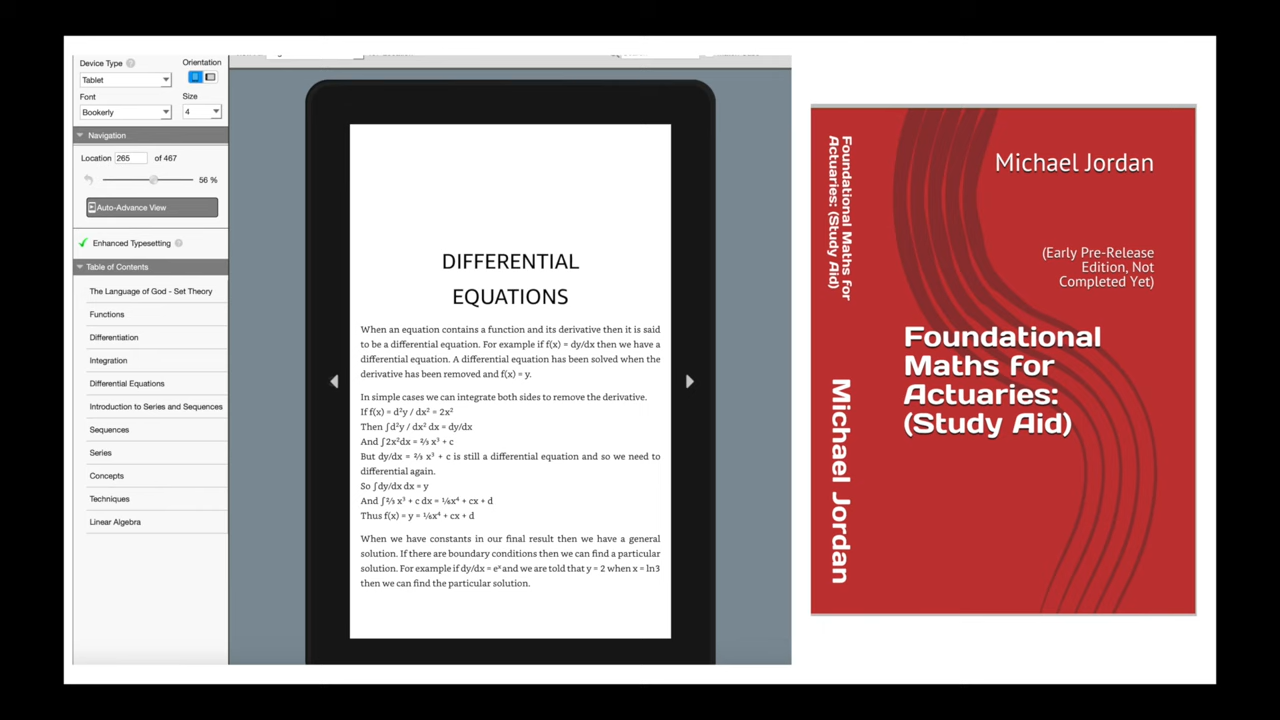 Device Type
Orientation
Tablet
Font
Size
Bookerly
4
Navigation
Location 265 of 467
56 %
Auto-Advance View
Enhanced Typesetting
Table of Contents
The Language of God - Set Theory
Functions
Differentiation
Integration
Differential Equations
Introduction to Series and Sequences
Sequences
Series
Concepts
Techniques
Linear Algebra
DIFFERENTIAL
EQUATIONS
When an equation contains a function and its derivative then it is said
to be a differential equation. For example if f(x) = dy/dx then we have a
differential equation. A differential equation has been solved when the
derivative has been removed and f(x) = y.
In simple cases we can integrate both sides to remove the derivative.
If f(x) = d²y / dx² = 2x²
Then ∫d²y / dx² dx = dy/dx
And ∫2x²dx = ⅔ x³ + c
But dy/dx = ⅔ x³ + c is still a differential equation and so we need to
differential again.
So ∫dy/dx dx = y
And ∫⅔ x³ + c dx = ⅙x⁴ + cx + d
Thus f(x) = y = ⅙x⁴ + cx + d
When we have constants in our final result then we have a general
solution. If there are boundary conditions then we can find a particular
solution. For example if dy/dx = eˣ and we are told that y = 2 when x = ln3
then we can find the particular solution.
Foundational Maths for
Actuaries: (Study Aid)
Michael Jordan
Michael Jordan
(Early Pre-Release
Edition, Not
Completed Yet)
Foundational
Maths for
Actuaries:
(Study Aid)